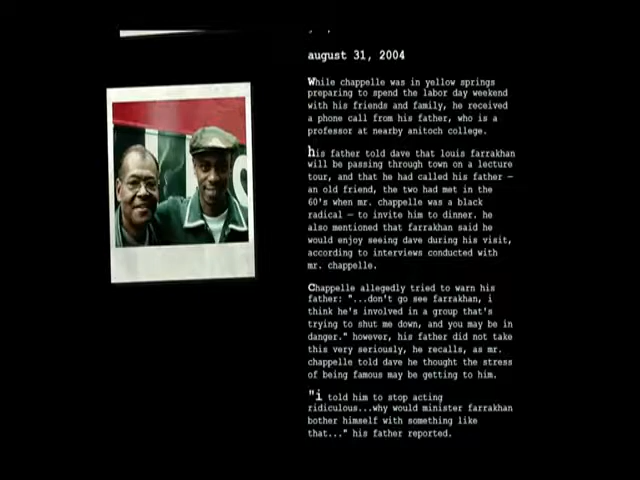 august 31, 2004
While chappelle was in yellow springs
preparing to spend the labor day weekend
with his friends and family, he received
a phone call from his father, who is a
professor at nearby anitoch college.
his father told dave that louis farrakhan
will be passing through town on a lecture
tour, and that he had called his father —
an old friend, the two had met in the
60's when mr. chappelle was a black
radical — to invite him to dinner. he
also mentioned that farrakhan said he
would enjoy seeing dave during his visit,
according to interviews conducted with
mr. chappelle.
Chappelle allegedly tried to warn his
father: "...don't go see farrakhan, i
think he's involved in a group that's
trying to shut me down, and you may be in
danger." however, his father did not take
this very seriously, he recalls, as mr.
chappelle told dave he thought the stress
of being famous may be getting to him.
"i told him to stop acting
ridiculous...why would minister farrakhan
bother himself with something like
that..." his father reported.